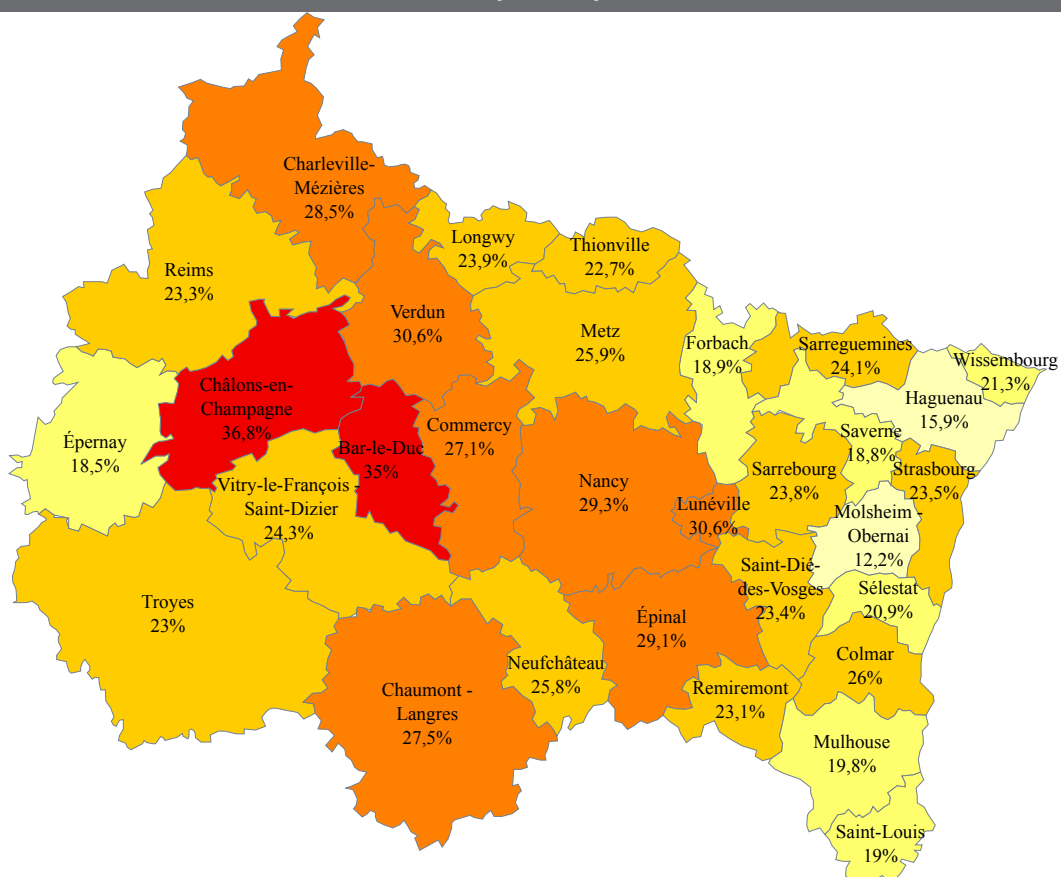 Charleville-
Mézières
28,5%
Longwy
23,9%
Thionville
22,7%
Reims
23,3%
Verdun
30,6%
Metz
25,9%
Forbach
18,9%
Sarreguemines
24,1%
Wissembourg
21,3%
Haguenau
15,9%
Châlons-en-
Champagne
36,8%
Bar-le-Duc
35%
Commercy
27,1%
Épernay
18,5%
Saverne
18,8%
Sarrebourg
23,8%
Strasbourg
23,5%
Vitry-le-François -
Saint-Dizier
24,3%
Nancy
29,3%
Lunéville
30,6%
Molsheim -
Obernai
12,2%
Saint-Dié-
des-Vosges
23,4%
Sélestat
20,9%
Troyes
23%
Épinal
29,1%
Neufchâteau
25,8%
Colmar
26%
Chaumont -
Langres
27,5%
Remiremont
23,1%
Mulhouse
19,8%
Saint-Louis
19%